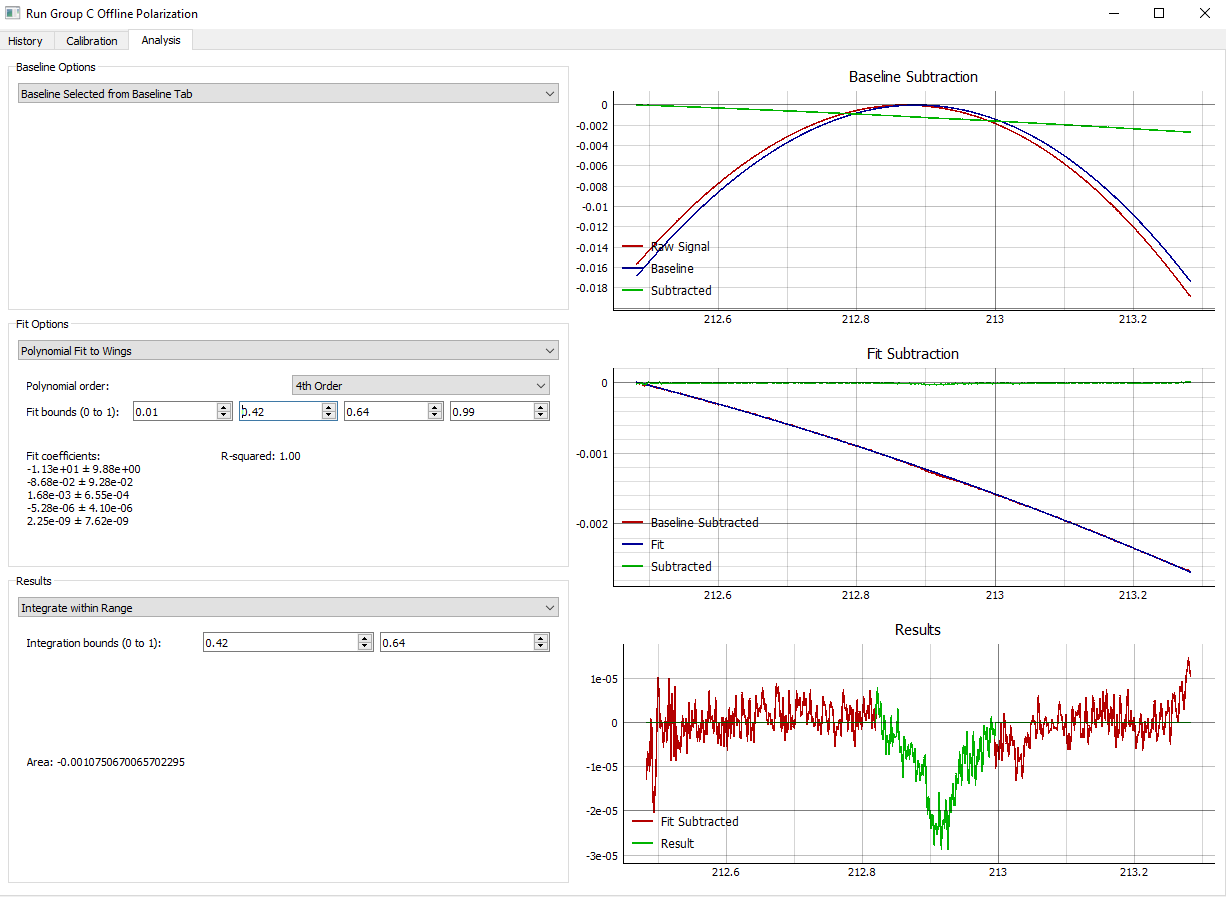 Run Group C Offline Polarization
History
Calibration
Analysis
Baseline Options
Baseline Selected from Baseline Tab
Fit Options
Polynomial Fit to Wings
Polynomial order:
4th Order
Fit bounds (0 to 1):
0.01
0.42
0.64
0.99
Fit coefficients:
R-squared: 1.00
-1.13e+01 ± 9.88e+00
-8.68e-02 ± 9.28e-02
1.68e-03 ± 6.55e-04
-5.28e-06 ± 4.10e-06
2.25e-09 ± 7.62e-09
Results
Integrate within Range
Integration bounds (0 to 1):
0.42
0.64
Area: -0.0010750670065702295
Baseline Subtraction
0
-0.002
-0.004
-0.006
-0.008
-0.01
-0.012
-0.014
-0.016
-0.018
Raw Signal
Baseline
Subtracted
212.6
212.8
213
213.2
Fit Subtraction
0
-0.001
-0.002
Baseline Subtracted
Fit
Subtracted
212.6
212.8
213
213.2
Results
1e-05
0
-1e-05
-2e-05
-3e-05
Fit Subtracted
Result
212.6
212.8
213
213.2